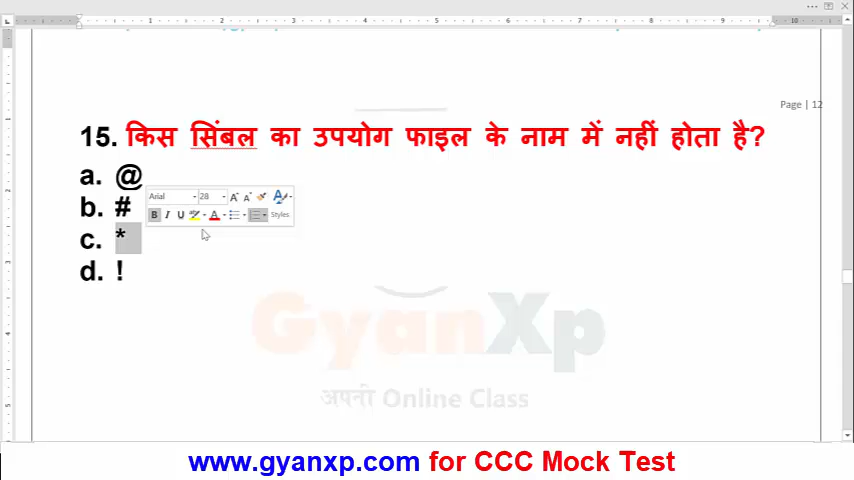 Page | 12
15. किस सिंबल का उपयोग फाइल के नाम में नहीं होता है?
a. @
b. #
c. *
d. !
Arial 28
B I U Styles
GyanXp
अपनी Online Class
www.gyanxp.com for CCC Mock Test